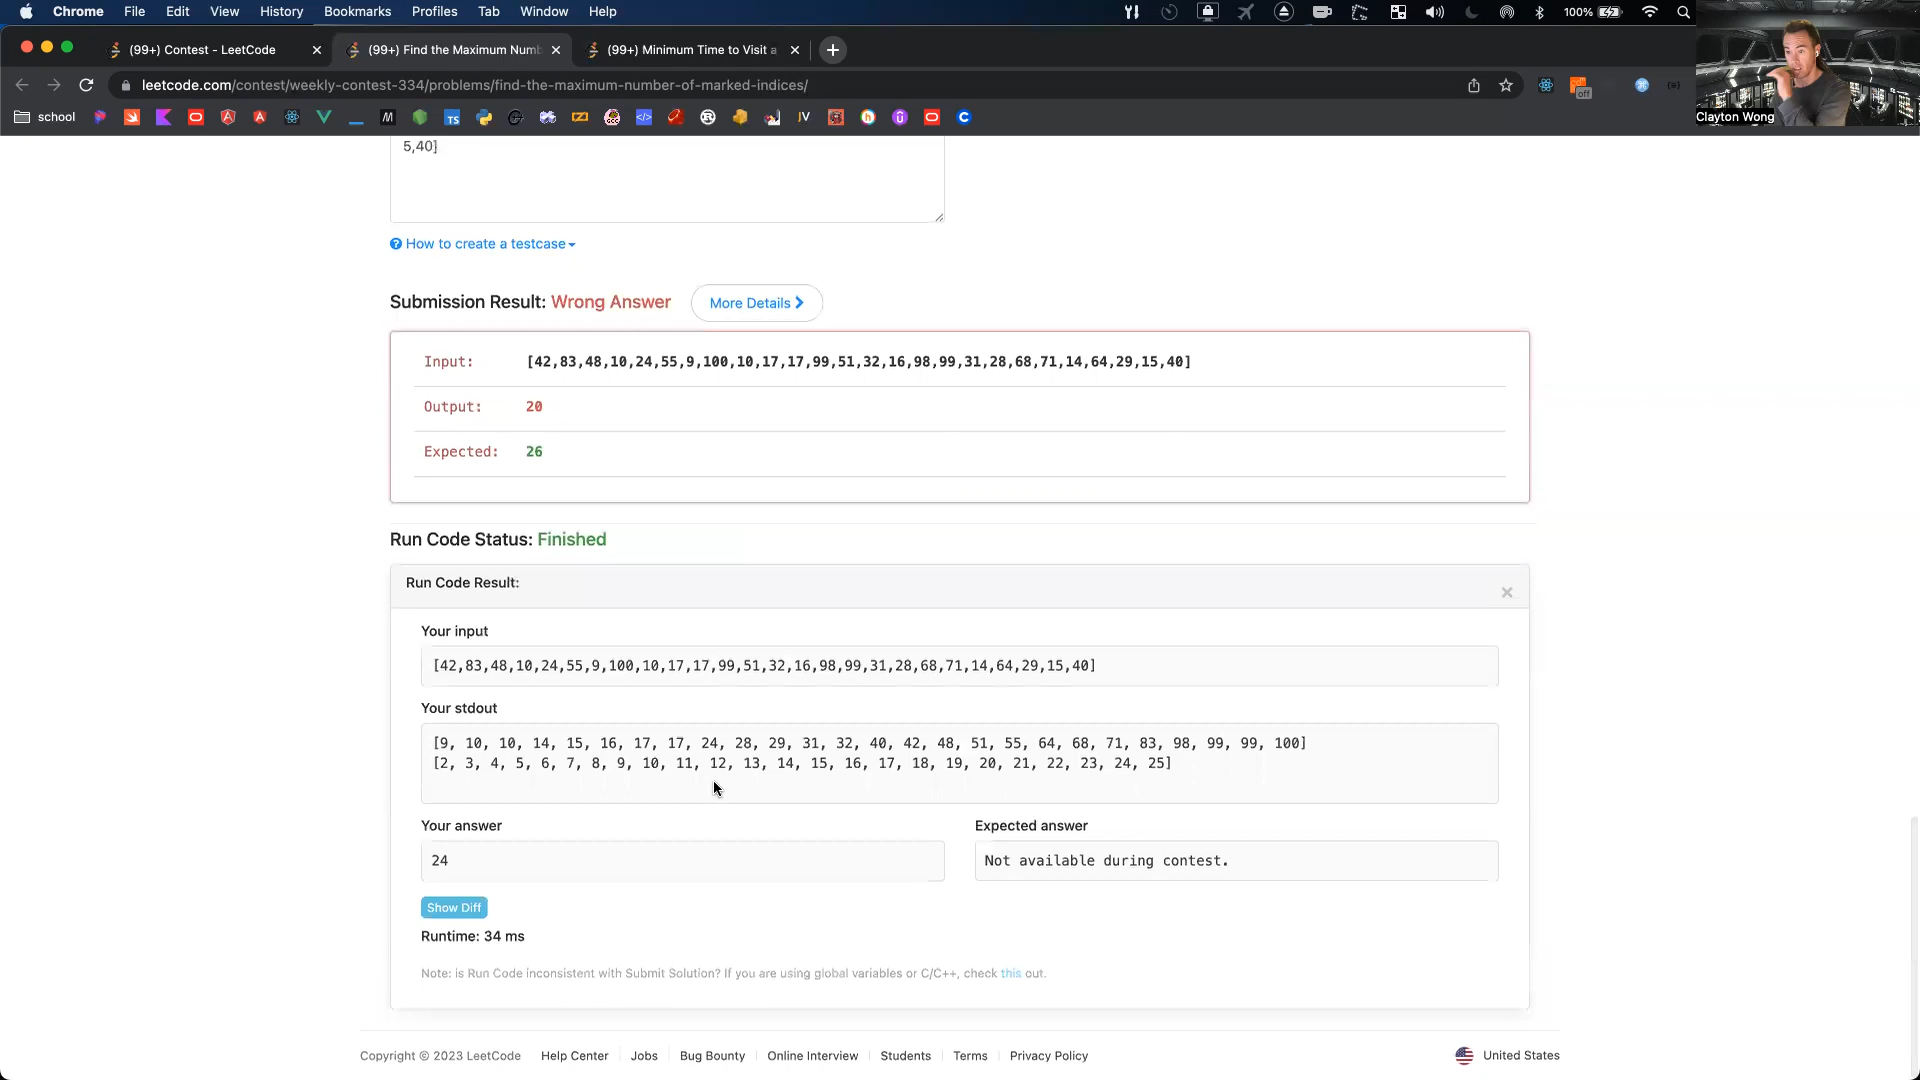 Chrome File Edit View History Bookmarks Profiles Tab Window Help 100%
(99+) Contest - LeetCode (99+) Find the Maximum Numb (99+) Minimum Time to Visit a
leetcode.com/contest/weekly-contest-334/problems/find-the-maximum-number-of-marked-indices/
off
school
TS
JV
Clayton Wong
5,40]
How to create a testcase
Submission Result: Wrong Answer More Details
Input: [42,83,48,10,24,55,9,100,10,17,17,99,51,32,16,98,99,31,28,68,71,14,64,29,15,40]
Output: 20
Expected: 26
Run Code Status: Finished
Run Code Result:
Your input
[42,83,48,10,24,55,9,100,10,17,17,99,51,32,16,98,99,31,28,68,71,14,64,29,15,40]
Your stdout
[9, 10, 10, 14, 15, 16, 17, 17, 24, 28, 29, 31, 32, 40, 42, 48, 51, 55, 64, 68, 71, 83, 98, 99, 99, 100]
[2, 3, 4, 5, 6, 7, 8, 9, 10, 11, 12, 13, 14, 15, 16, 17, 18, 19, 20, 21, 22, 23, 24, 25]
Your answer Expected answer
24 Not available during contest.
Show Diff
Runtime: 34 ms
Note: is Run Code inconsistent with Submit Solution? If you are using global variables or C/C++, check this out.
Copyright © 2023 LeetCode Help Center Jobs Bug Bounty Online Interview Students Terms Privacy Policy United States